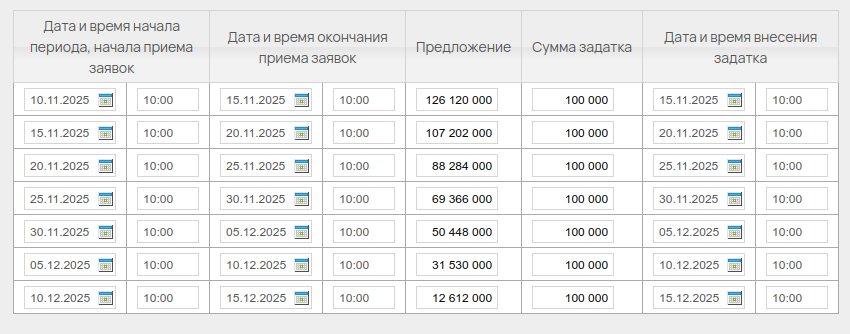 Дата и время начала периода, начала приема заявок Дата и время окончания приема заявок Предложение Сумма задатка Дата и время внесения задатка
10.11.2025 10:00 15.11.2025 10:00 126 120 000 100 000 15.11.2025 10:00
15.11.2025 10:00 20.11.2025 10:00 107 202 000 100 000 20.11.2025 10:00
20.11.2025 10:00 25.11.2025 10:00 88 284 000 100 000 25.11.2025 10:00
25.11.2025 10:00 30.11.2025 10:00 69 366 000 100 000 30.11.2025 10:00
30.11.2025 10:00 05.12.2025 10:00 50 448 000 100 000 05.12.2025 10:00
05.12.2025 10:00 10.12.2025 10:00 31 530 000 100 000 10.12.2025 10:00
10.12.2025 10:00 15.12.2025 10:00 12 612 000 100 000 15.12.2025 10:00